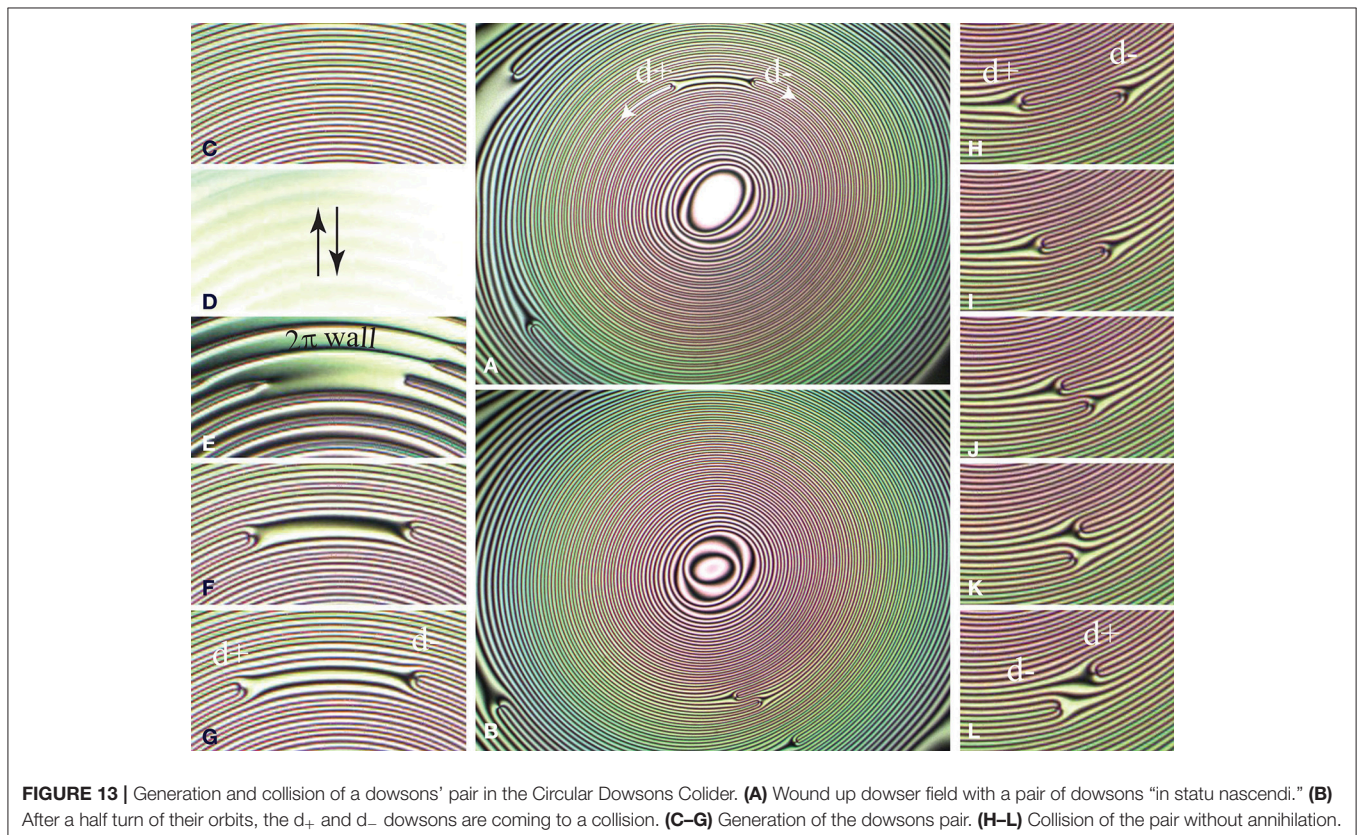 C
D
2π wall
E
F
d+ d-
G
d+ d-
A
B
d+ d-
H
I
J
K
d+
d-
L
FIGURE 13 | Generation and collision of a dowsons' pair in the Circular Dowsons Colider. (A) Wound up dowser field with a pair of dowsons “in statu nascendi.” (B)
After a half turn of their orbits, the d₊ and d₋ dowsons are coming to a collision. (C–G) Generation of the dowsons pair. (H–L) Collision of the pair without annihilation.